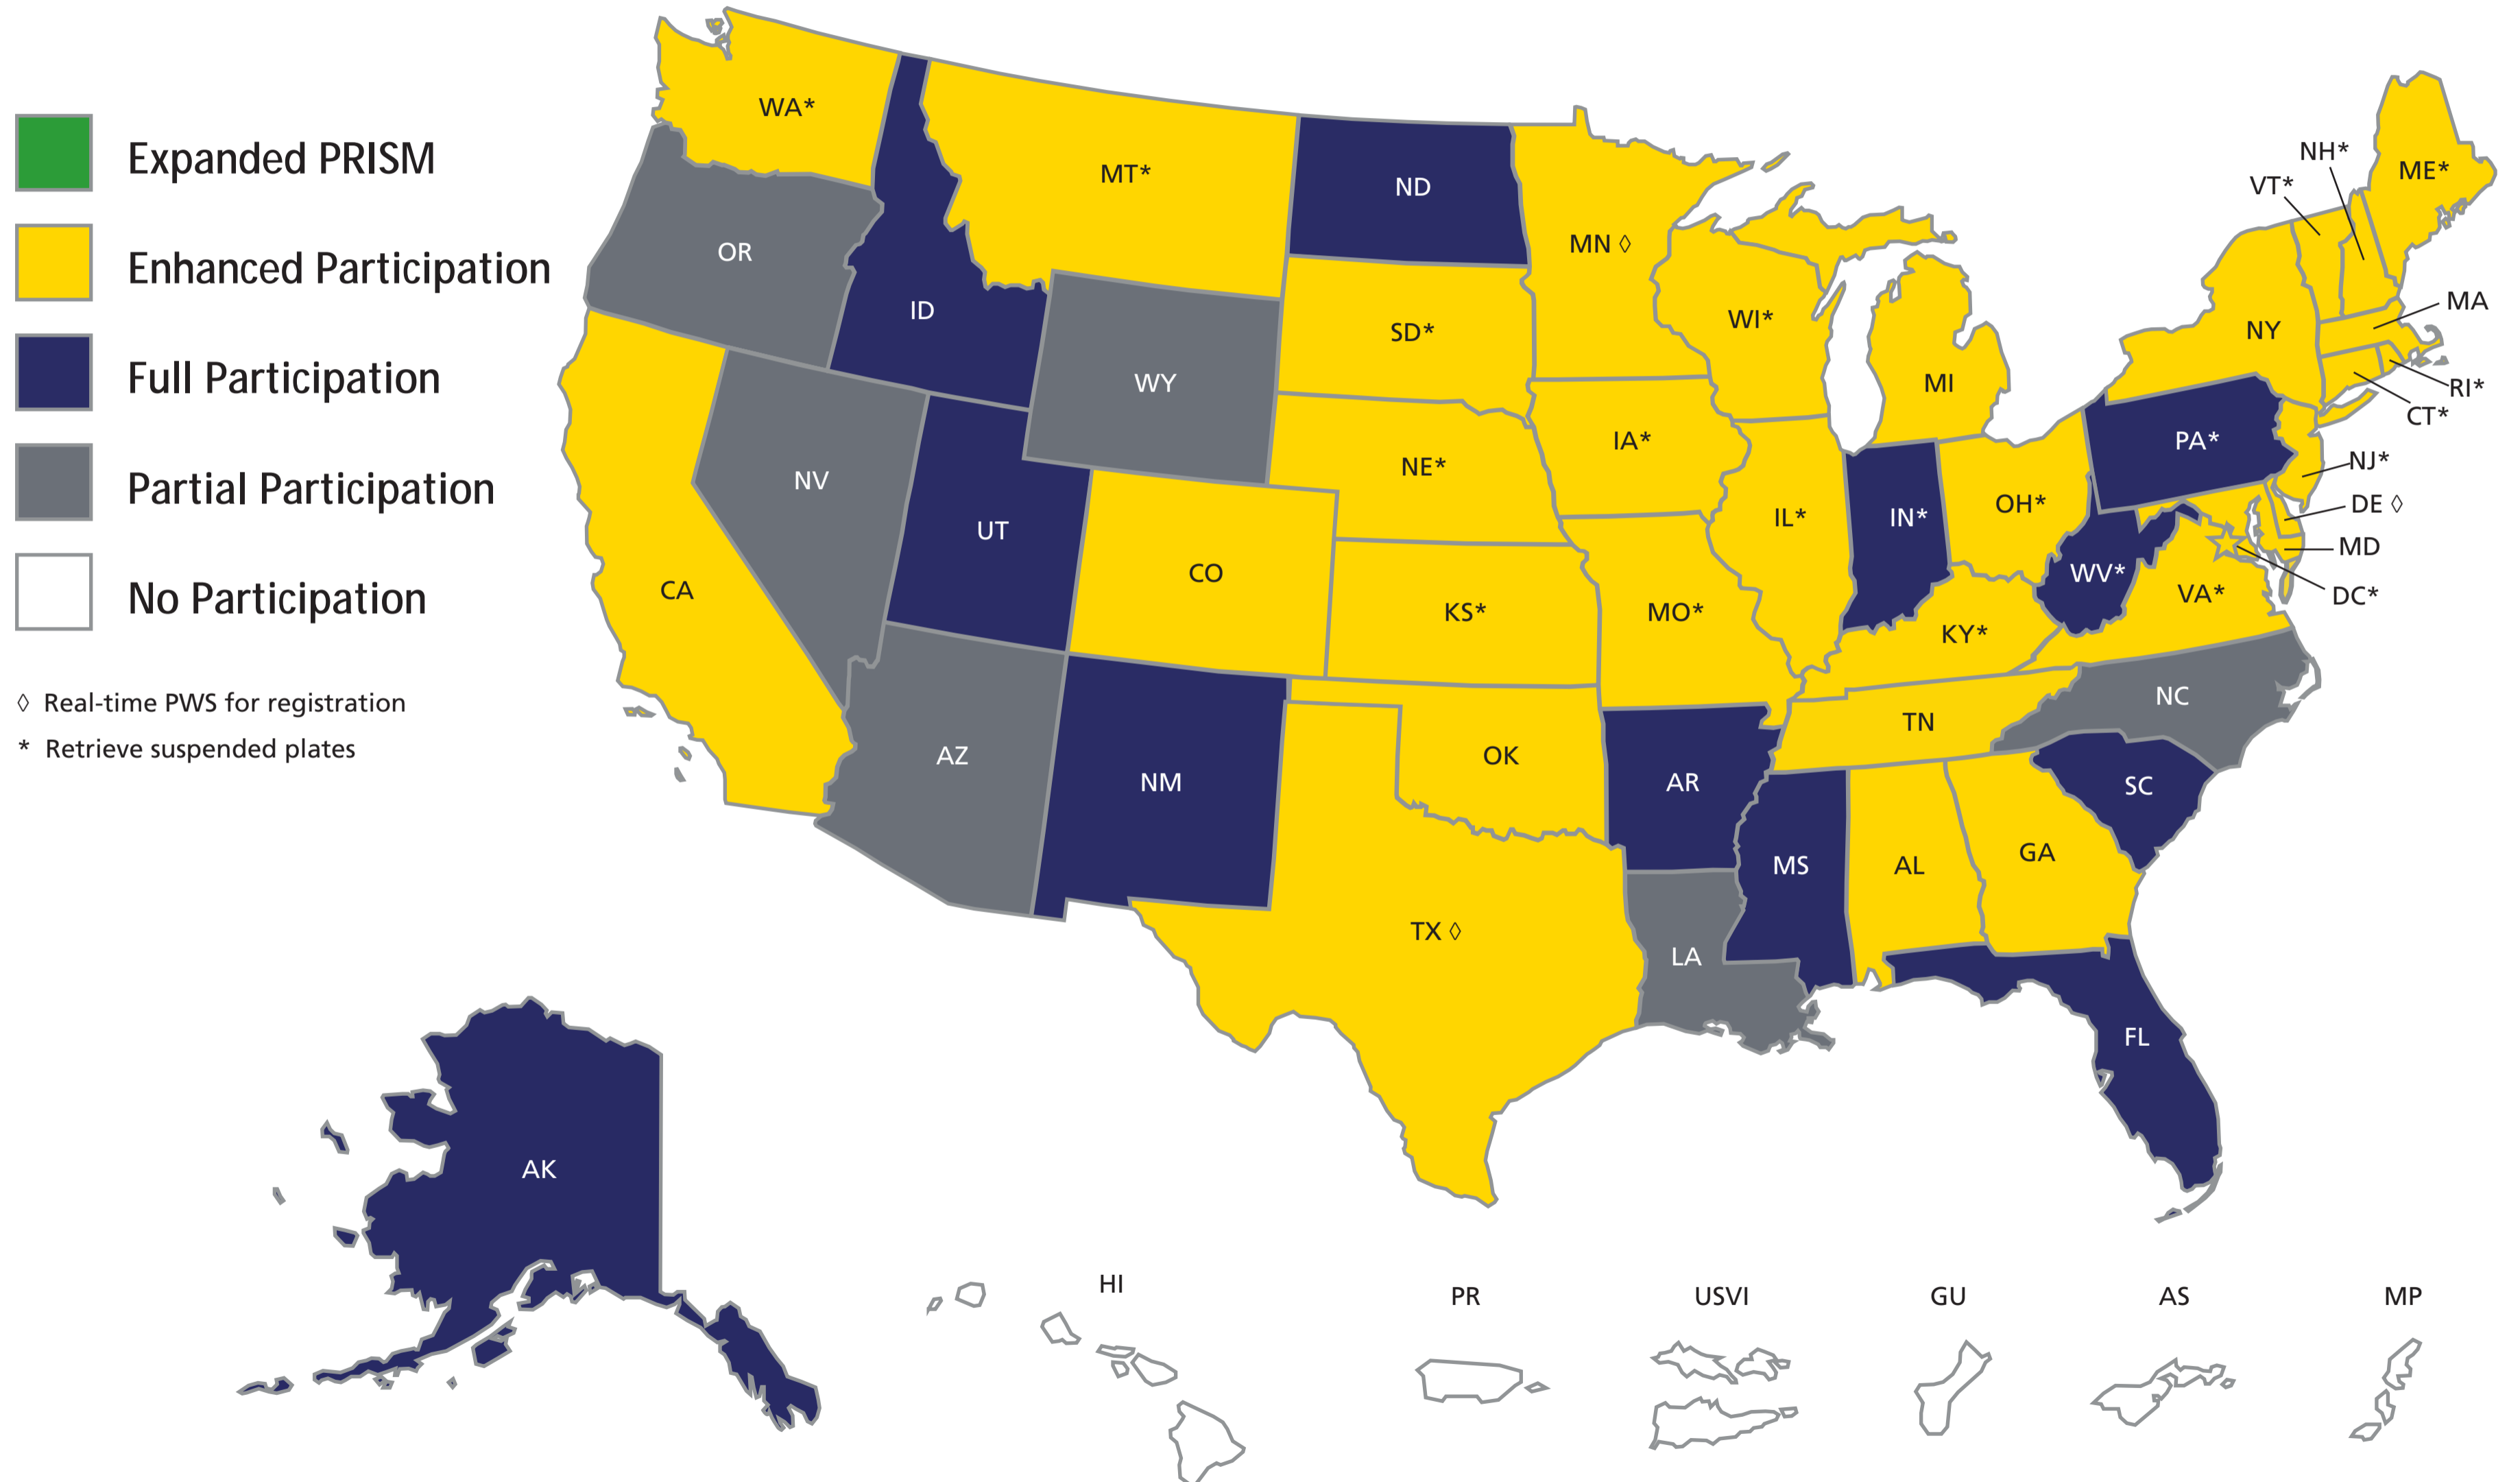 Expanded PRISM
Enhanced Participation
Full Participation
Partial Participation
No Participation
◊ Real-time PWS for registration
* Retrieve suspended plates
WA*
MT*
ND
MN ◊
OR
ID
SD*
WY
WI*
MI
NY
VT*
NH*
ME*
MA
RI*
CT*
NJ*
DE ◊
MD
DC*
PA*
NV
UT
CA
CO
NE*
IA*
IL*
IN*
OH*
WV*
VA*
KS*
MO*
KY*
NC
TN
AZ
NM
OK
AR
SC
MS
AL
GA
TX ◊
LA
FL
AK
HI
PR
USVI
GU
AS
MP